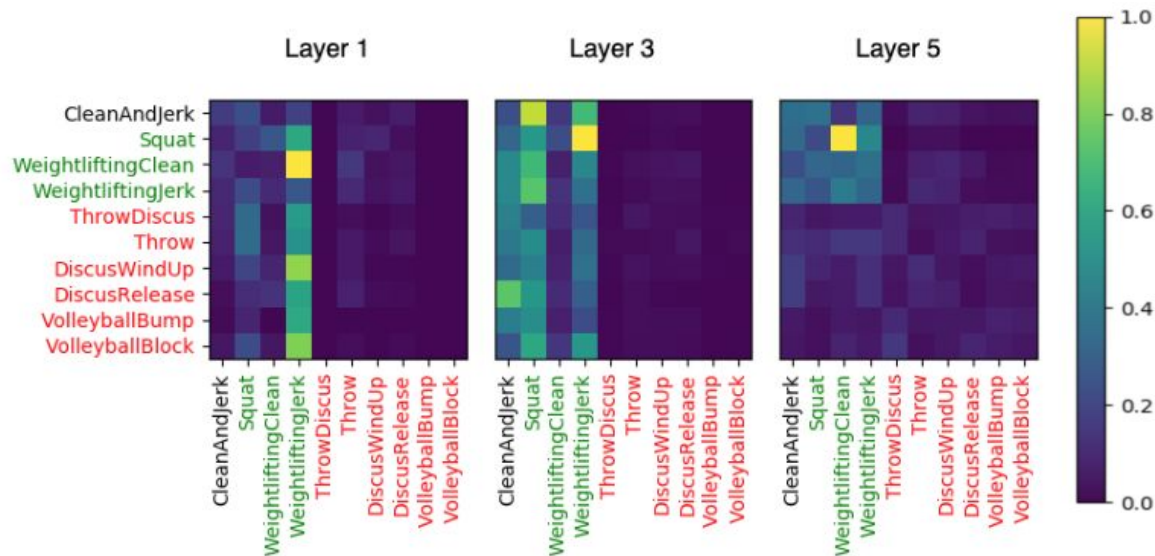 Layer 1
Layer 3
Layer 5
CleanAndJerk
Squat
WeightliftingClean
WeightliftingJerk
ThrowDiscus
Throw
DiscusWindUp
DiscusRelease
VolleyballBump
VolleyballBlock
CleanAndJerk
Squat
WeightliftingClean
WeightliftingJerk
ThrowDiscus
Throw
DiscusWindUp
DiscusRelease
VolleyballBump
VolleyballBlock
CleanAndJerk
Squat
WeightliftingClean
WeightliftingJerk
ThrowDiscus
Throw
DiscusWindUp
DiscusRelease
VolleyballBump
VolleyballBlock
CleanAndJerk
Squat
WeightliftingClean
WeightliftingJerk
ThrowDiscus
Throw
DiscusWindUp
DiscusRelease
VolleyballBump
VolleyballBlock
1.0
0.8
0.6
0.4
0.2
0.0